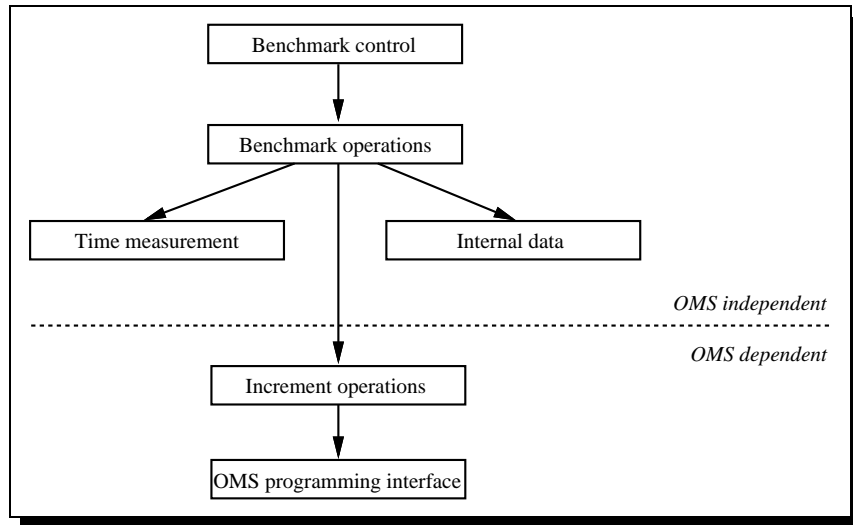 Benchmark control
Benchmark operations
Time measurement
Internal data
OMS independent
OMS dependent
Increment operations
OMS programming interface